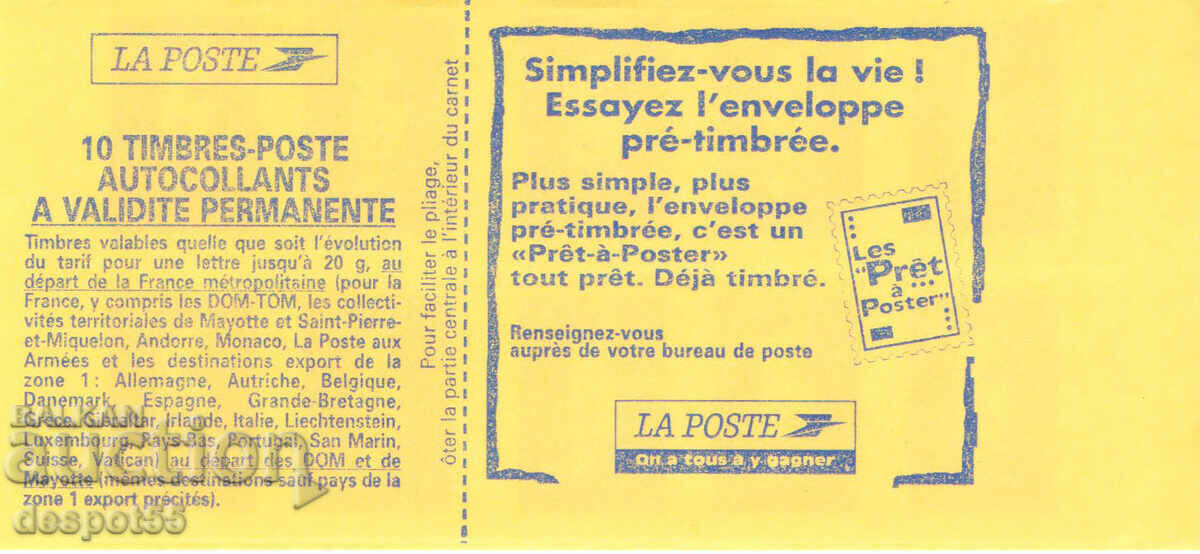 LA POSTE
10 TIMBRES-POSTE
AUTOCOLLANTS
A VALIDITE PERMANENTE
Timbres valables quelle que soit l'évolution
du tarif pour une lettre jusqu'à 20 g, au
départ de la France métropolitaine (pour la
France, y compris les DOM-TOM, les collecti-
vités territoriales de Mayotte et Saint-Pierre-
et-Miquelon, Andorre, Monaco, La Poste aux
Armées et les destinations export de la
zone 1 : Allemagne, Autriche, Belgique,
Danemark, Espagne, Grande-Bretagne,
Grèce, Gibraltar, Irlande, Italie, Liechtenstein,
Luxembourg, Pays-Bas, Portugal, San Marin,
Suisse, Vatican) au départ des DOM et de
Mayotte (mêmes destinations sauf pays de la
zone 1 export précités).
Pour faciliter le pliage,
ôter la partie centrale à l'intérieur du carnet
Simplifiez-vous la vie !
Essayez l'enveloppe
pré-timbrée.
Plus simple, plus
pratique, l'enveloppe
pré-timbrée, c'est un
«Prêt-à-Poster»
tout prêt. Déjà timbré.
Les
"Prêt
à
Poster"
Renseignez-vous
auprès de votre bureau de poste
LA POSTE
On a tous à y gagner
BALKAN
auction
despot55